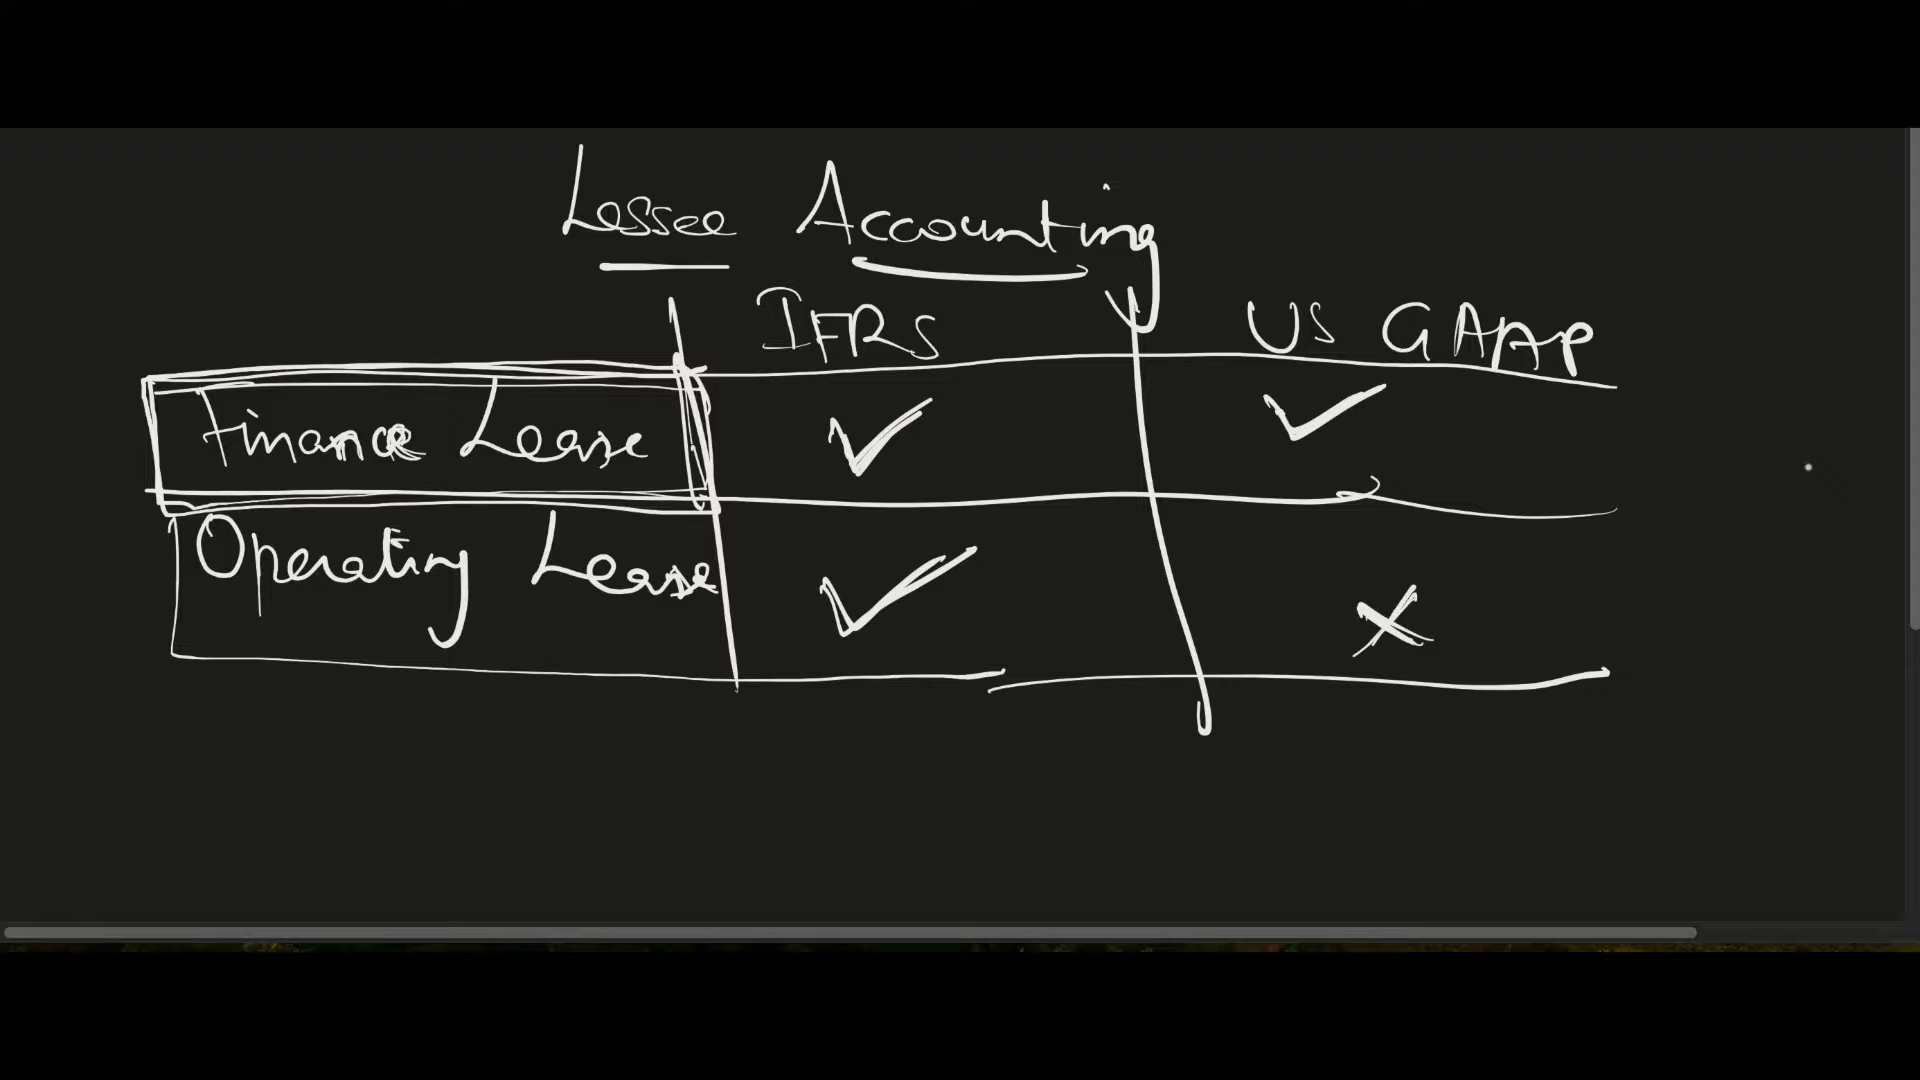 Lessee Accounting
IFRS US GAAP
Finance Lease ✓ ✓
Operating Lease ✓ ✗